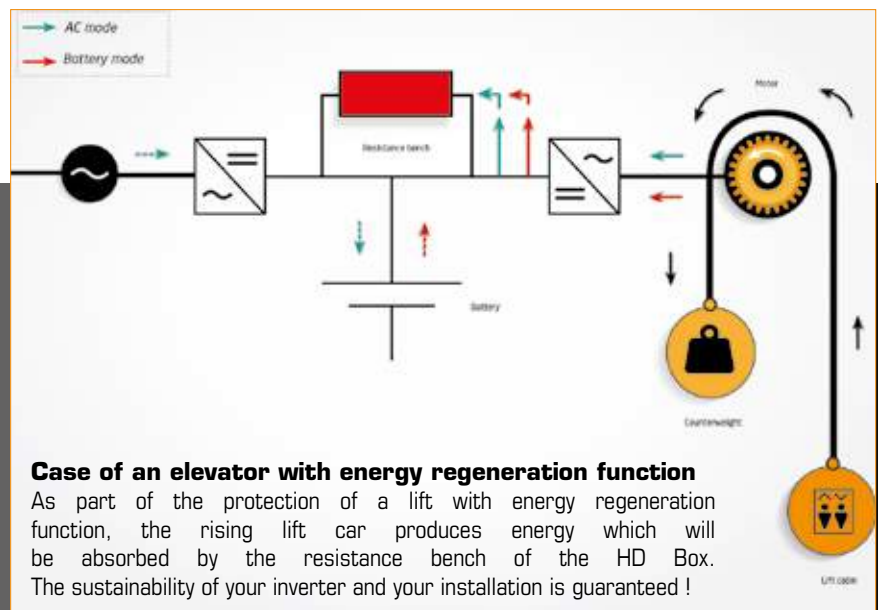 AC mode
Battery mode
Motor
Resistance bench
Battery
Counterweight
Lift cabin
Case of an elevator with energy regeneration function
As part of the protection of a lift with energy regeneration
function, the rising lift car produces energy which will
be absorbed by the resistance bench of the HD Box.
The sustainability of your inverter and your installation is guaranteed !